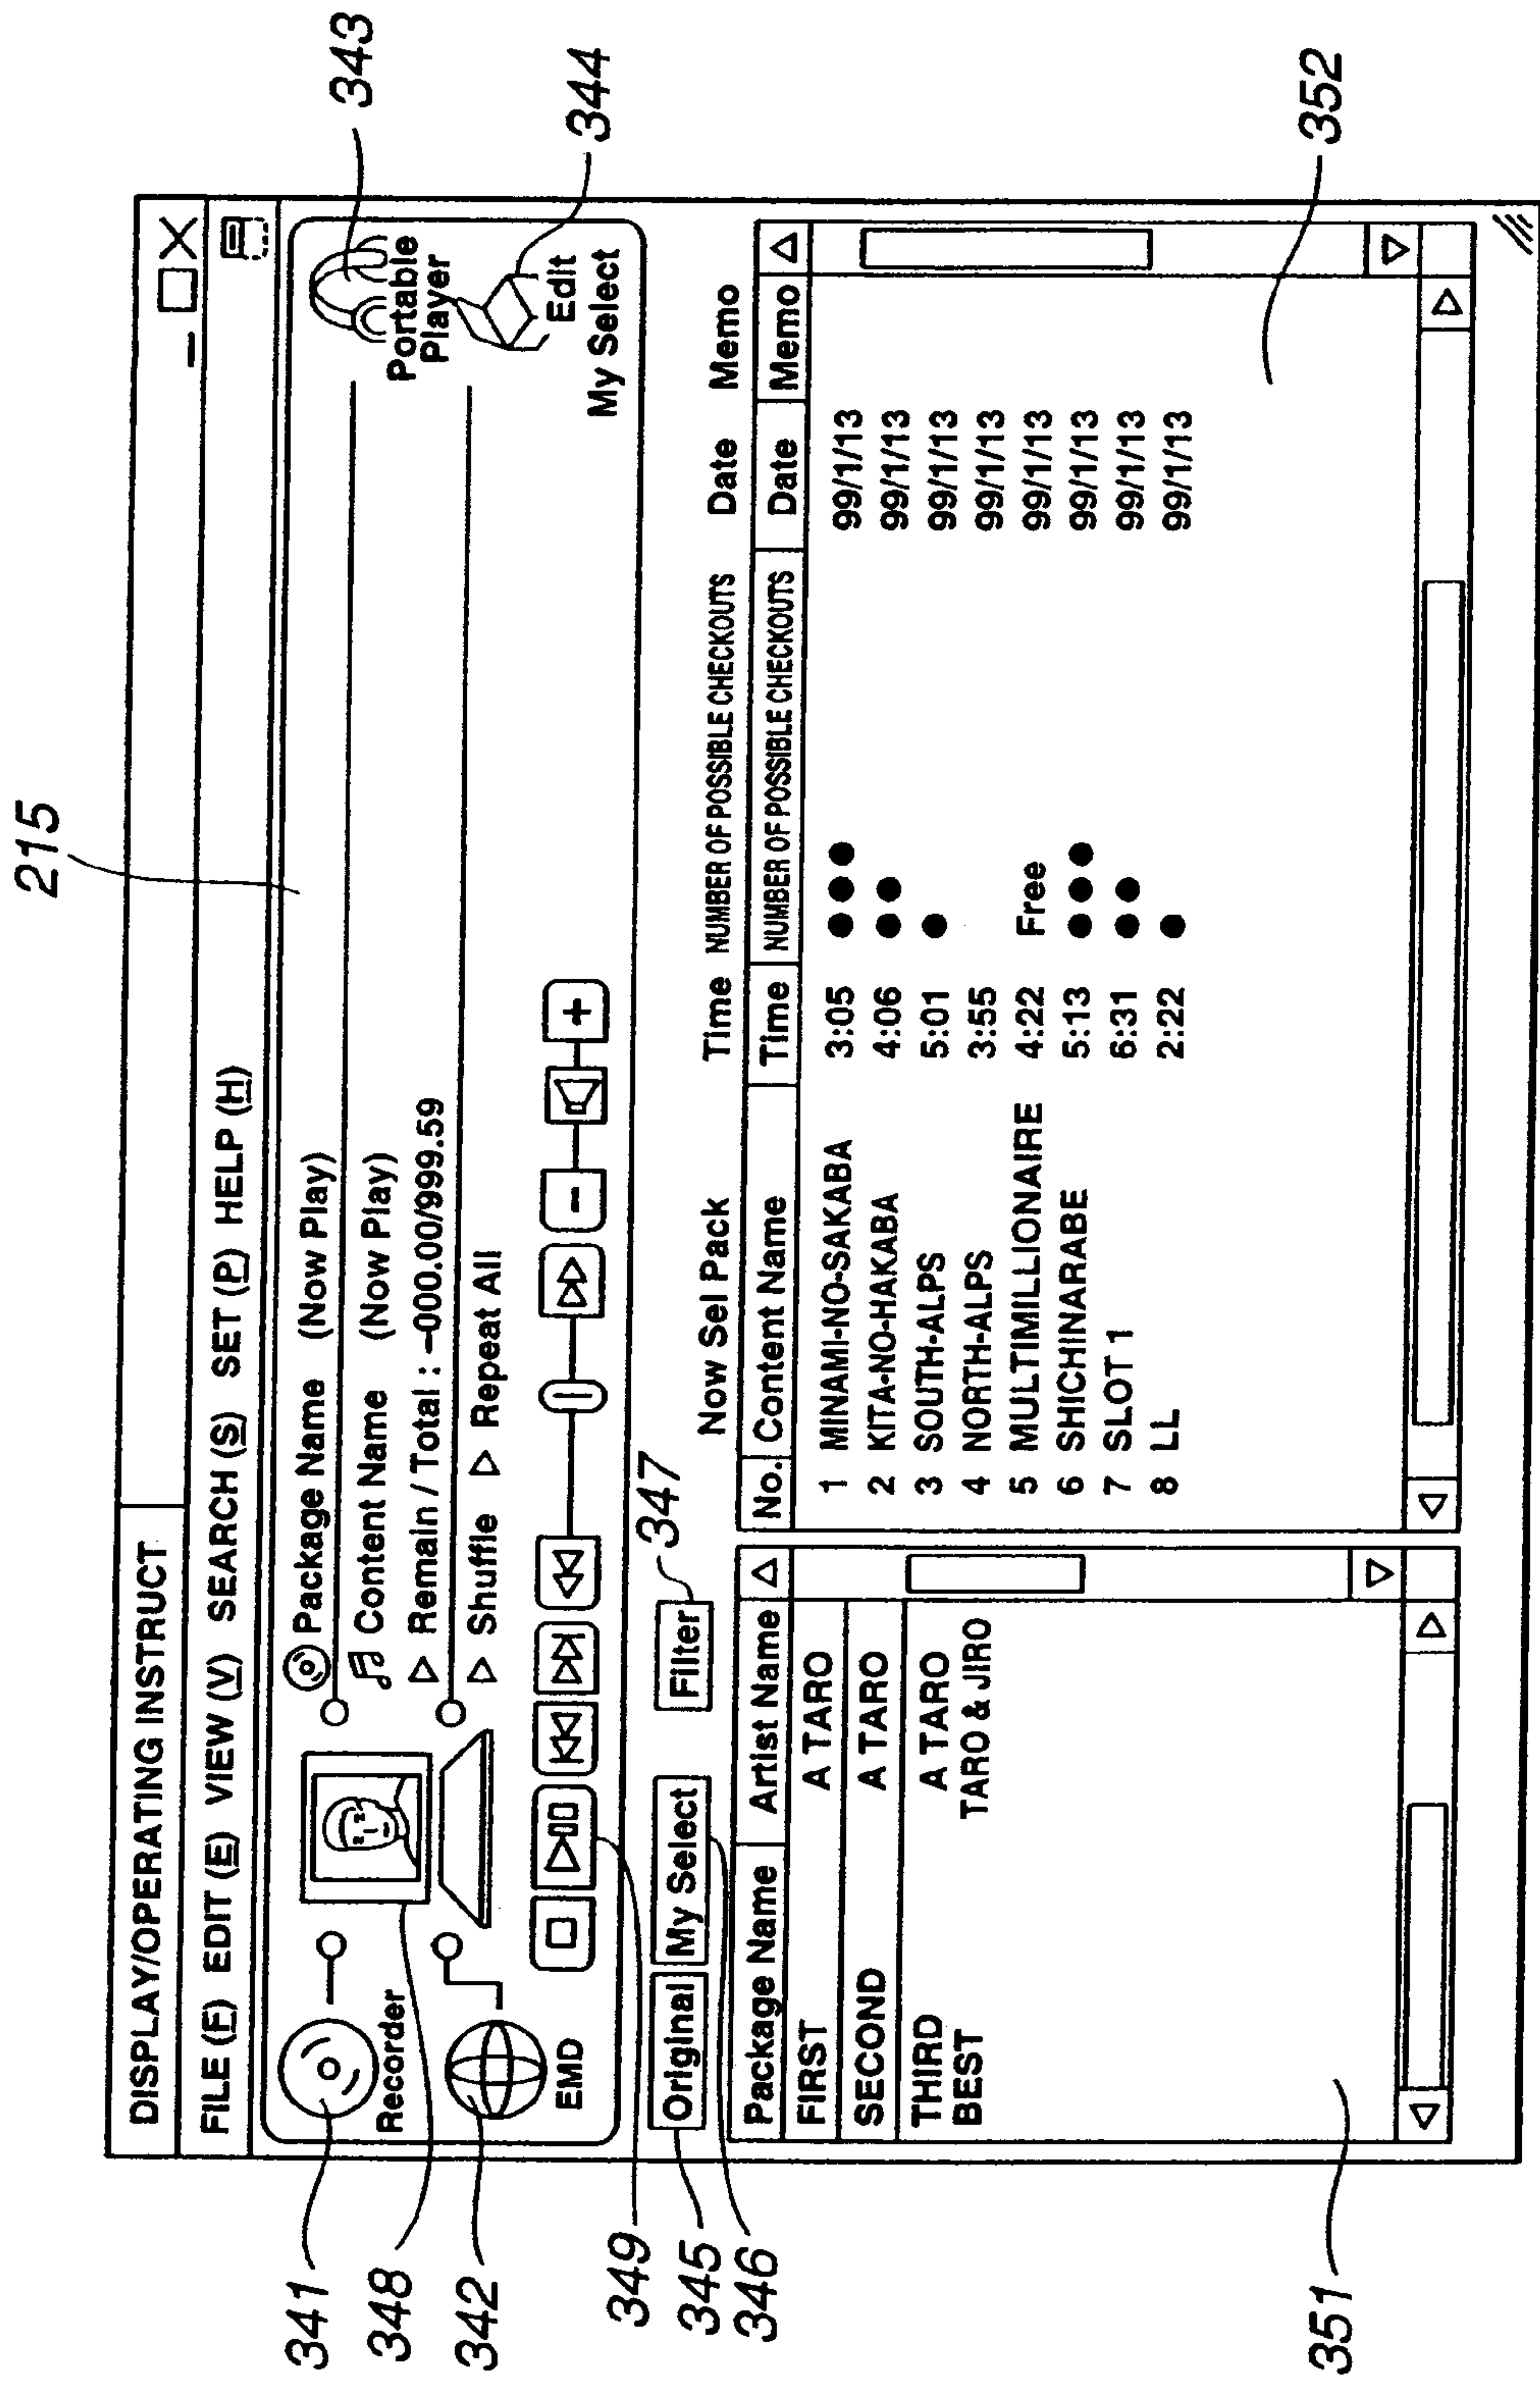 215
DISPLAY/OPERATING INSTRUCT
FILE (F) EDIT (E) VIEW (V) SEARCH (S) SET (P) HELP (H)
341
348
342
349
345
346
351
343
344
347
352
Recorder
EMD
Package Name (Now Play)
Content Name (Now Play)
Remain / Total : –000.00/999.59
Shuffle Repeat All
Portable
Player
Edit
My Select
– +
Original My Select Filter
Package Name Artist Name
FIRST A TARO
SECOND A TARO
THIRD A TARO
BEST TARO & JIRO
Now Sel Pack Time NUMBER OF POSSIBLE CHECKOUTS Date Memo
No. Content Name Time NUMBER OF POSSIBLE CHECKOUTS Date Memo
1 MINAMI-NO-SAKABA 3:05 ●●● 99/1/13
2 KITA-NO-HAKABA 4:06 ●● 99/1/13
3 SOUTH-ALPS 5:01 ● 99/1/13
4 NORTH-ALPS 3:55 99/1/13
5 MULTIMILLIONAIRE 4:22 Free 99/1/13
6 SHICHINARABE 5:13 ●●● 99/1/13
7 SLOT 1 6:31 ●● 99/1/13
8 LL 2:22 ● 99/1/13